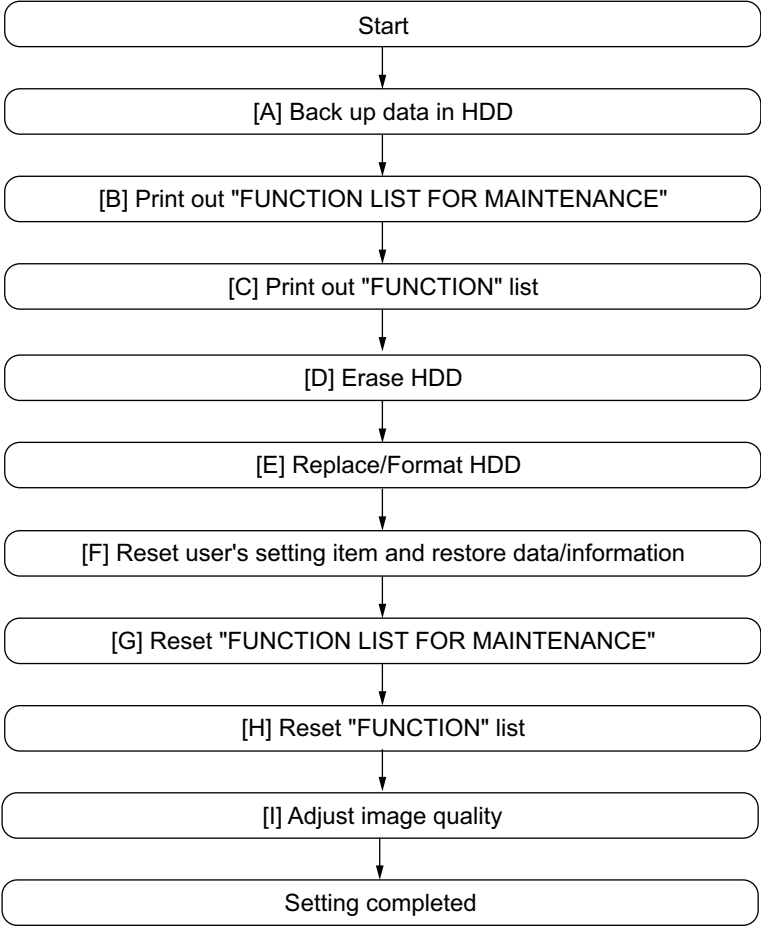 Start
[A] Back up data in HDD
[B] Print out "FUNCTION LIST FOR MAINTENANCE"
[C] Print out "FUNCTION" list
[D] Erase HDD
[E] Replace/Format HDD
[F] Reset user's setting item and restore data/information
[G] Reset "FUNCTION LIST FOR MAINTENANCE"
[H] Reset "FUNCTION" list
[I] Adjust image quality
Setting completed